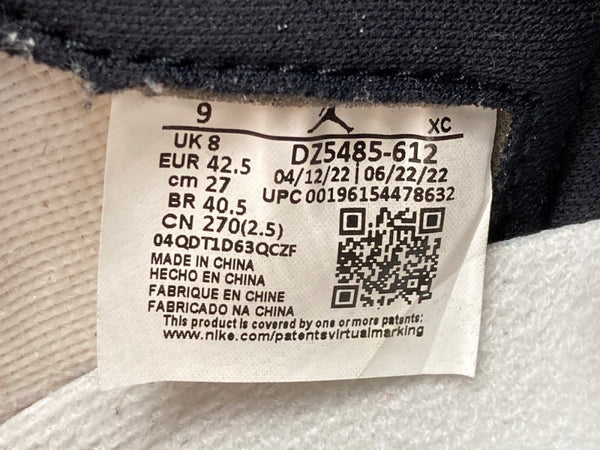 9 XC
UK 8 DZ5485-612
EUR 42.5 04/12/22 06/22/22
cm 27 UPC 00196154478632
BR 40.5
CN 270(2.5)
04QDT1D63QCZF
MADE IN CHINA
HECHO EN CHINA
FABRIQUE EN CHINE
FABRICADO NA CHINA
This product is covered by one or more patents:
www.nike.com/patentsvirtualmarking